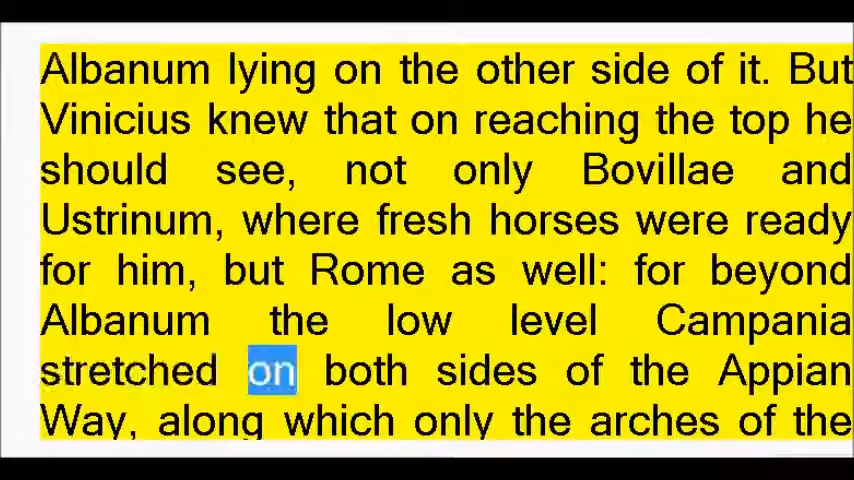 Albanum lying on the other side of it. But
Vinicius knew that on reaching the top he
should see, not only Bovillae and
Ustrinum, where fresh horses were ready
for him, but Rome as well: for beyond
Albanum the low level Campania
stretched on both sides of the Appian
Way, along which only the arches of the